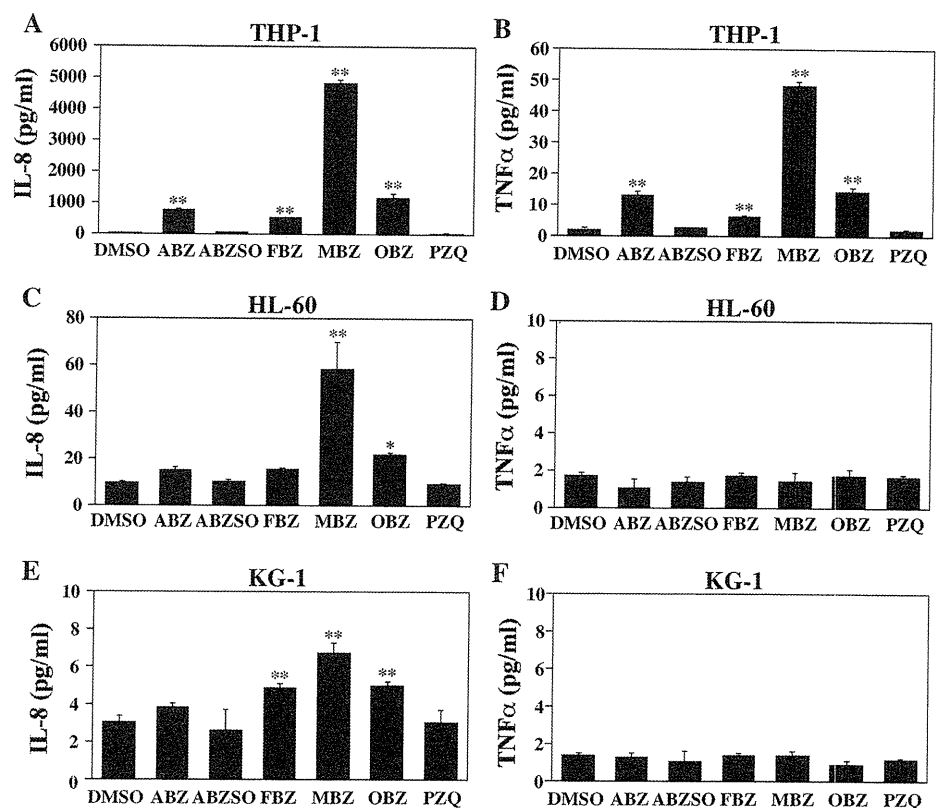 A
THP-1
IL-8 (pg/ml)
6000
5000
4000
3000
2000
1000
0
**
**
**
**
DMSO ABZ ABZSO FBZ MBZ OBZ PZQ
B
THP-1
TNFα (pg/ml)
60
50
40
30
20
10
0
**
**
**
**
DMSO ABZ ABZSO FBZ MBZ OBZ PZQ
C
HL-60
IL-8 (pg/ml)
80
60
40
20
0
**
*
DMSO ABZ ABZSO FBZ MBZ OBZ PZQ
D
HL-60
TNFα (pg/ml)
10
8
6
4
2
0
DMSO ABZ ABZSO FBZ MBZ OBZ PZQ
E
KG-1
IL-8 (pg/ml)
10
8
6
4
2
0
**
**
**
DMSO ABZ ABZSO FBZ MBZ OBZ PZQ
F
KG-1
TNFα (pg/ml)
10
8
6
4
2
0
DMSO ABZ ABZSO FBZ MBZ OBZ PZQ